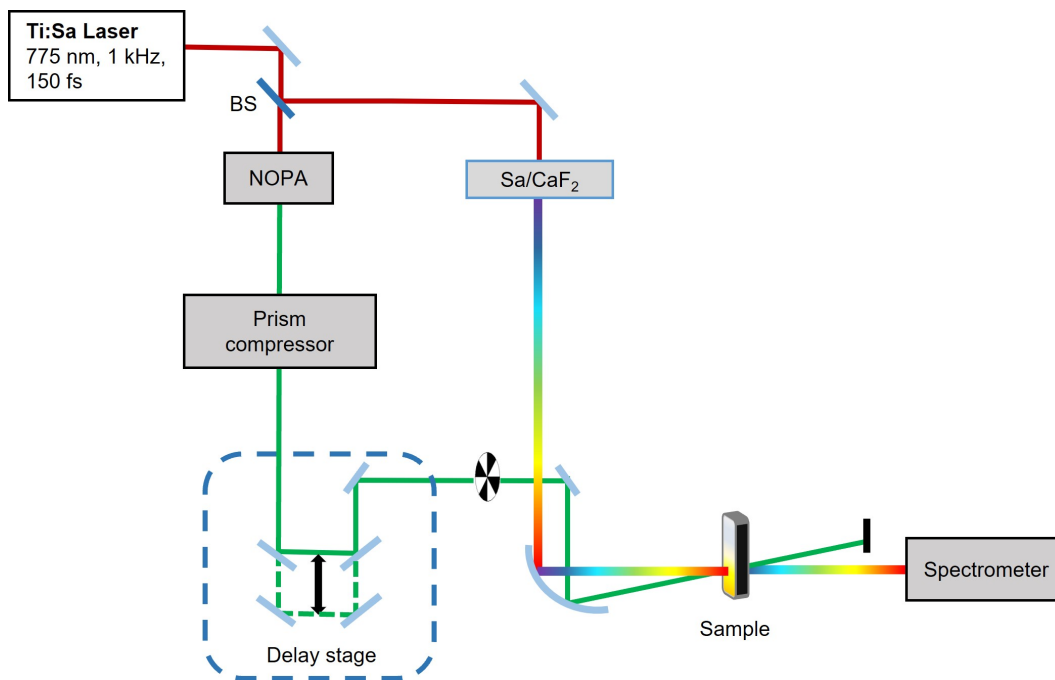 Ti:Sa Laser
775 nm, 1 kHz,
150 fs
BS
NOPA
Sa/CaF₂
Prism
compressor
Delay stage
Sample
Spectrometer